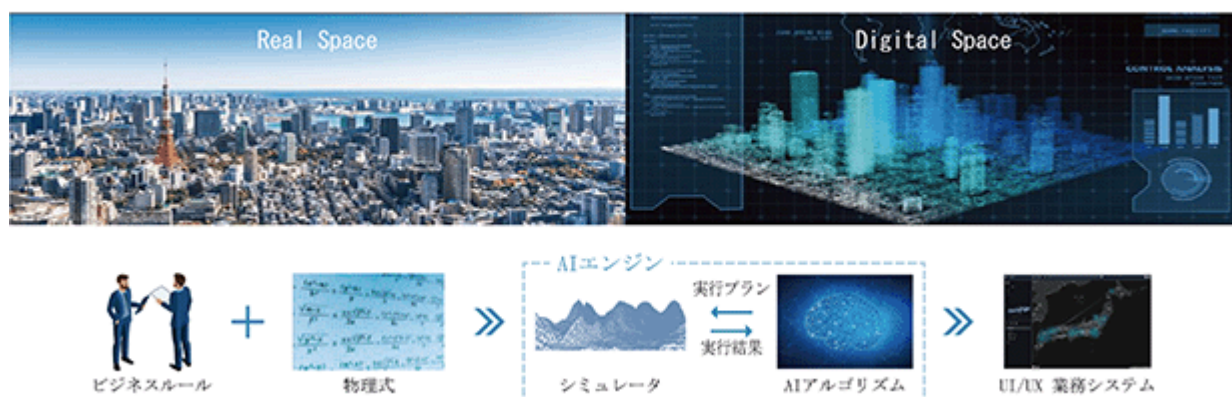 Real Space
Digital Space
CONTROL ANALYSIS
AIエンジン
実行プラン
実行結果
ビジネスルール
物理式
シミュレータ
AIアルゴリズム
UI/UX 業務システム